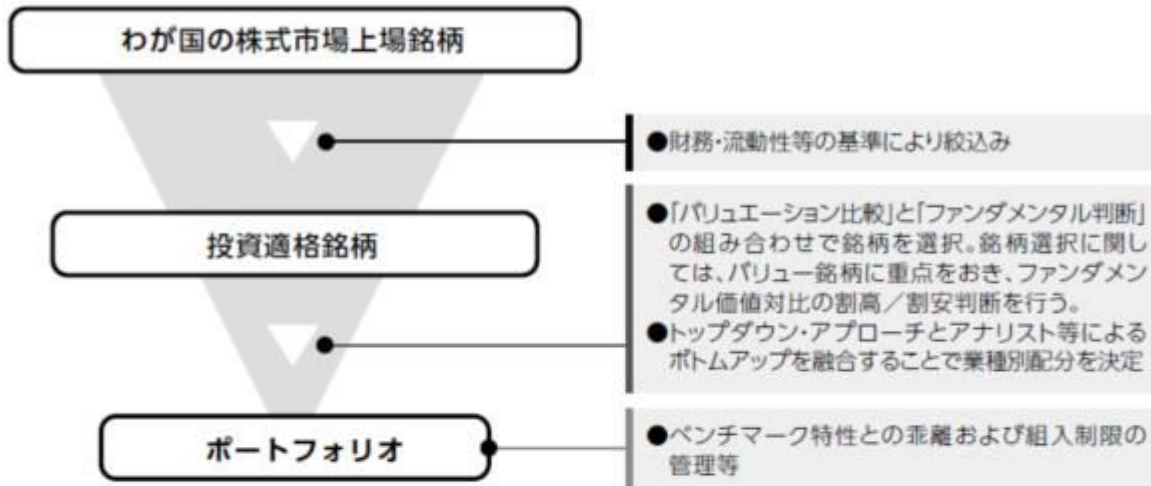 わが国の株式市場上場銘柄
●財務・流動性等の基準により絞込み
投資適格銘柄
●「バリュエーション比較」と「ファンダメンタル判断」
の組み合わせで銘柄を選択。銘柄選択に関し
ては、バリュー銘柄に重点をおき、ファンダメン
タル価値対比の割高／割安判断を行う。
●トップダウン・アプローチとアナリスト等による
ボトムアップを融合することで業種別配分を決定
ポートフォリオ
●ベンチマーク特性との乖離および組入制限の
管理等